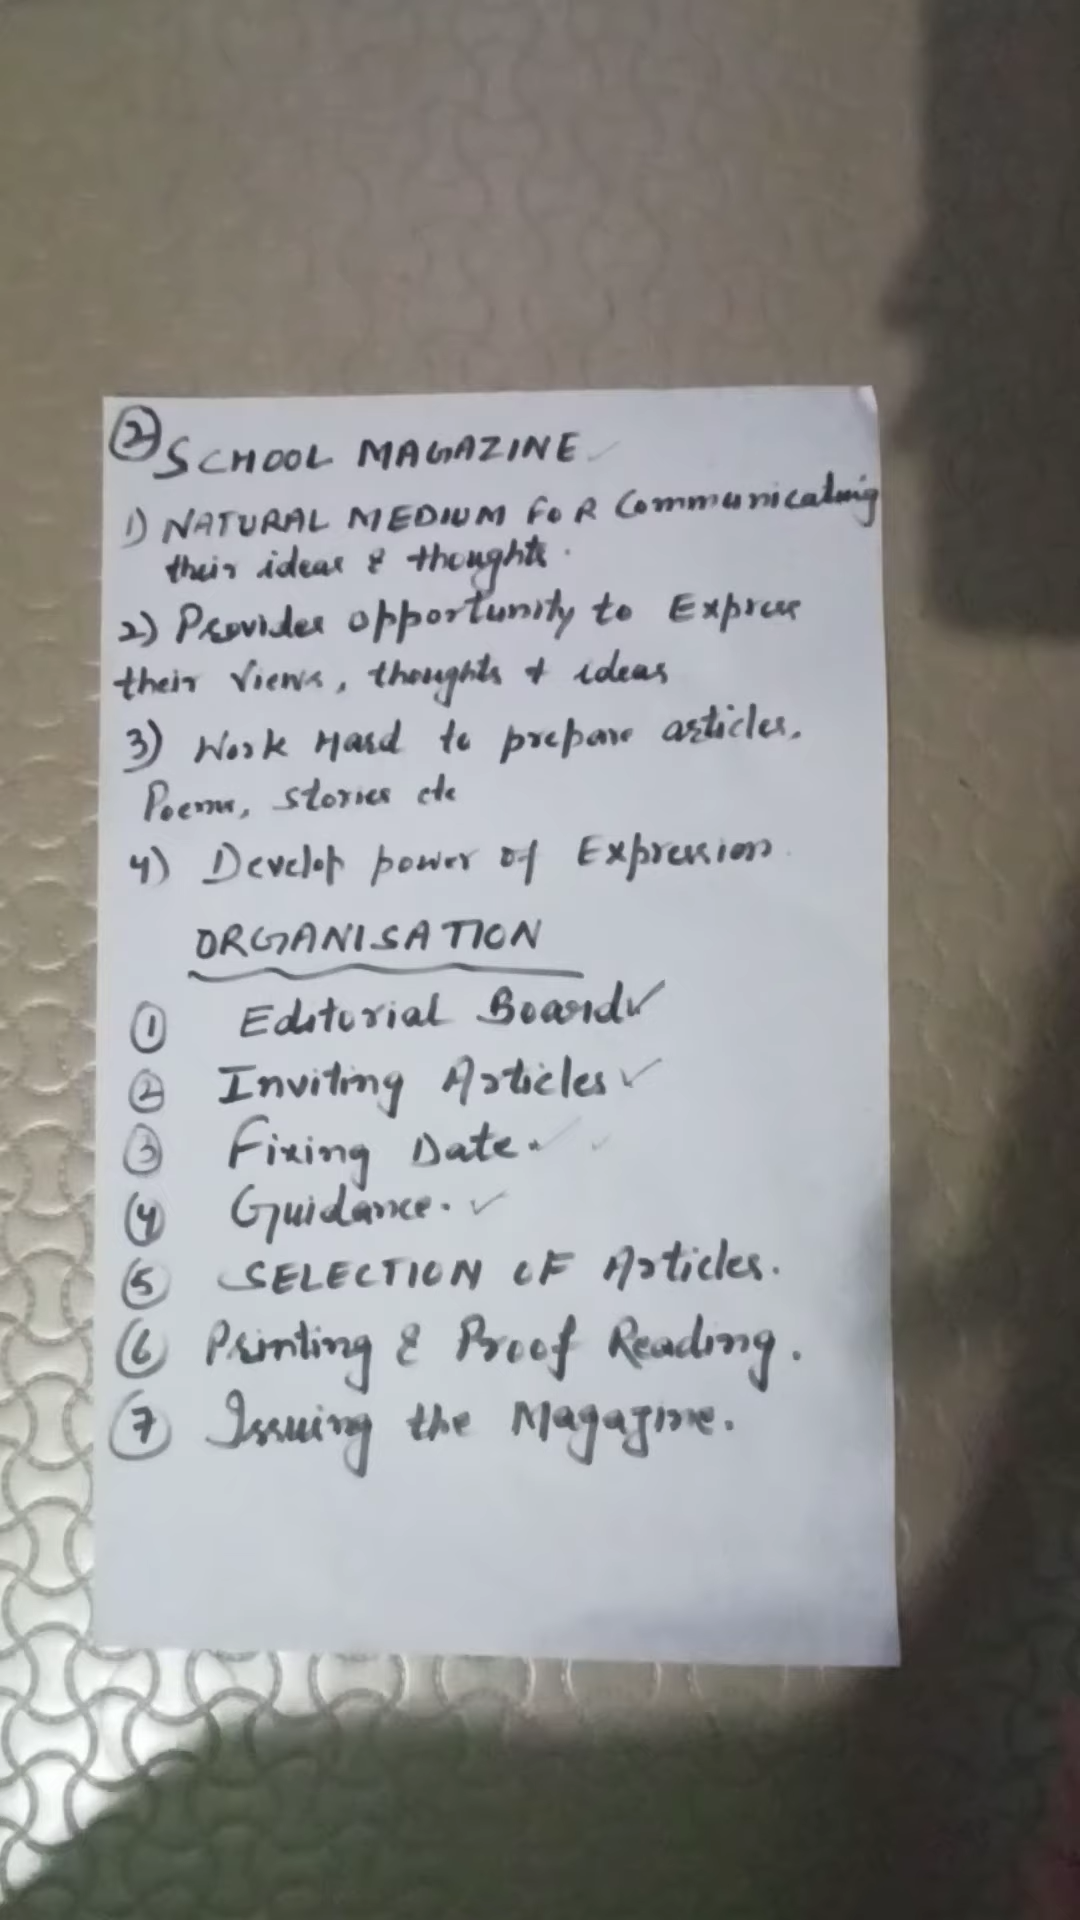 ② SCHOOL MAGAZINE
1) NATURAL MEDIUM FOR Communicating
their ideas & thoughts.
2) Provides opportunity to Express
their views, thoughts & ideas
3) Work Hard to prepare articles,
Poems, stories etc
4) Develop power of Expression.
ORGANISATION
① Editorial Board ✓
② Inviting Articles ✓
③ Fixing Date. ✓
④ Guidance. ✓
⑤ SELECTION OF Articles.
⑥ Printing & Proof Reading.
⑦ Issuing the Magazine.